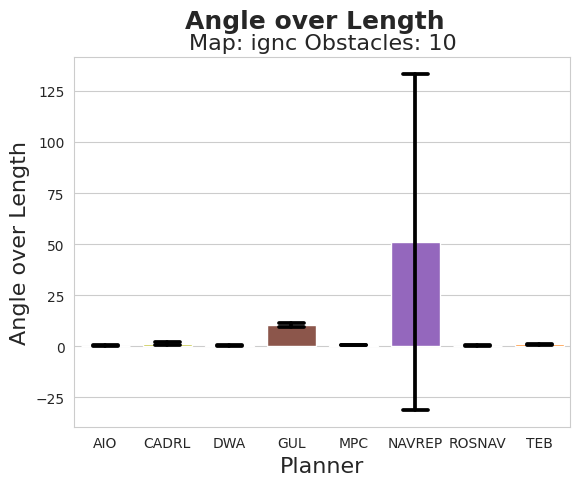 Angle over Length
Map: ignc Obstacles: 10
Angle over Length
125
100
75
50
25
0
−25
AIO CADRL DWA GUL MPC NAVREP ROSNAV TEB
Planner